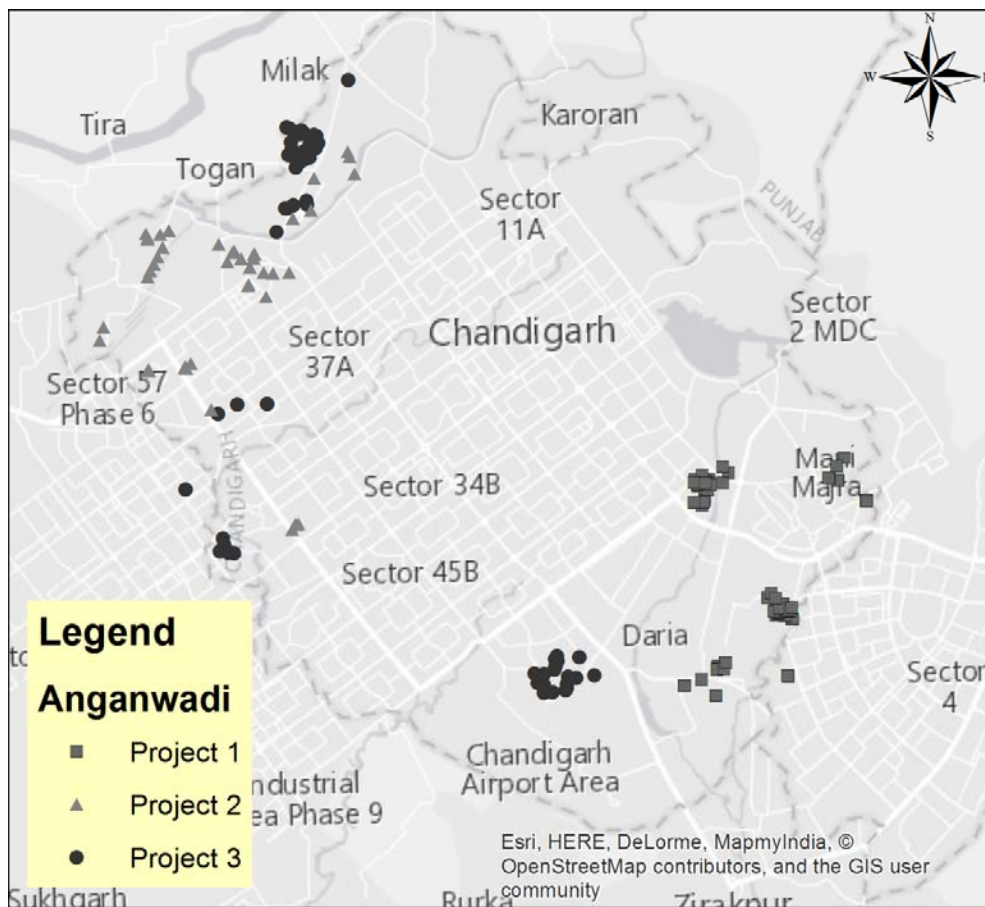 N
W
S
Milak
Karoran
Tira
Togan
PUNJAB
Sector
11A
Sector
2 MDC
Chandigarh
Sector
37A
Sector 57
Phase 6
CHANDIGARH
Sector 34B
Mani
Majra
Sector 45B
Daria
Sector
4
Chandigarh
Airport Area
ndustrial
ea Phase 9
Legend
Anganwadi
Project 1
Project 2
Project 3
Esri, HERE, DeLorme, MapmyIndia, ©
OpenStreetMap contributors, and the GIS user
community
Sukhgarh
Rurka
Zirakpur